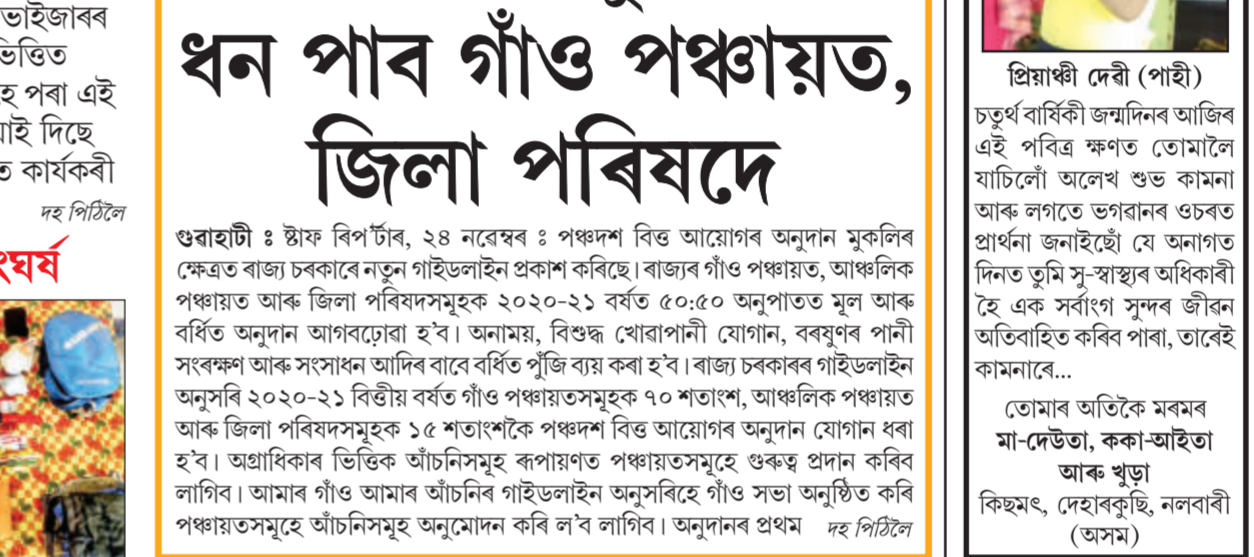 ভাইজাৰৰ
ভিত্তিত
হে পৰা এই
দিছে
ত কাৰ্যকৰী
দহ পিঠিলৈ
ংঘৰ্ষ
ধন পাব গাঁও পঞ্চায়ত,
জিলা পৰিষদে
গুৱাহাটী ঃ ষ্টাফ ৰিপ'ৰ্টাৰ, ২৪ নৱেম্বৰ ঃ পঞ্চদশ বিত্ত আয়োগৰ অনুদান মুকলিৰ
ক্ষেত্ৰত ৰাজ্য চৰকাৰে নতুন গাইডলাইন প্ৰকাশ কৰিছে। ৰাজ্যৰ গাঁও পঞ্চায়ত, আঞ্চলিক
পঞ্চায়ত আৰু জিলা পৰিষদসমূহক ২০২০-২১ বৰ্ষত ৫০:৫০ অনুপাতত মূল আৰু
বৰ্ধিত অনুদান আগবঢ়োৱা হ'ব। অনাময়, বিশুদ্ধ খোৱাপানী যোগান, বৰষুণৰ পানী
সংৰক্ষণ আৰু সংসাধন আদিৰ বাবে বৰ্ধিত পুঁজি ব্যয় কৰা হ'ব। ৰাজ্য চৰকাৰৰ গাইডলাইন
অনুসৰি ২০২০-২১ বিত্তীয় বৰ্ষত গাঁও পঞ্চায়তসমূহক ৭০ শতাংশ, আঞ্চলিক পঞ্চায়ত
আৰু জিলা পৰিষদসমূহক ১৫ শতাংশকৈ পঞ্চদশ বিত্ত আয়োগৰ অনুদান যোগান ধৰা
হ'ব। অগ্ৰাধিকাৰ ভিত্তিক আঁচনিসমূহ ৰূপায়ণত পঞ্চায়তসমূহে গুৰুত্ব প্ৰদান কৰিব
লাগিব। আমাৰ গাঁও আমাৰ আঁচনিৰ গাইডলাইন অনুসৰিহে গাঁও সভা অনুষ্ঠিত কৰি
পঞ্চায়তসমূহে আঁচনিসমূহ অনুমোদন কৰি ল'ব লাগিব। অনুদানৰ প্ৰথম দহ পিঠিলৈ
প্ৰিয়াঞ্চী দেৱী (পাহী)
চতুৰ্থ বাৰ্ষিকী জন্মদিনৰ আজিৰ
এই পবিত্ৰ ক্ষণত তোমালৈ
যাচিলোঁ অলেখ শুভ কামনা
আৰু লগতে ভগৱানৰ ওচৰত
প্ৰাৰ্থনা জনাইছোঁ যে অনাগত
দিনত তুমি সু-স্বাস্থ্যৰ অধিকাৰী
হৈ এক সৰ্বাংগ সুন্দৰ জীৱন
অতিবাহিত কৰিব পাৰা, তাৰেই
কামনাৰে...
তোমাৰ অতিকৈ মৰমৰ
মা-দেউতা, ককা-আইতা
আৰু খুড়া
কিছমৎ, দেহাৰকুছি, নলবাৰী
(অসম)